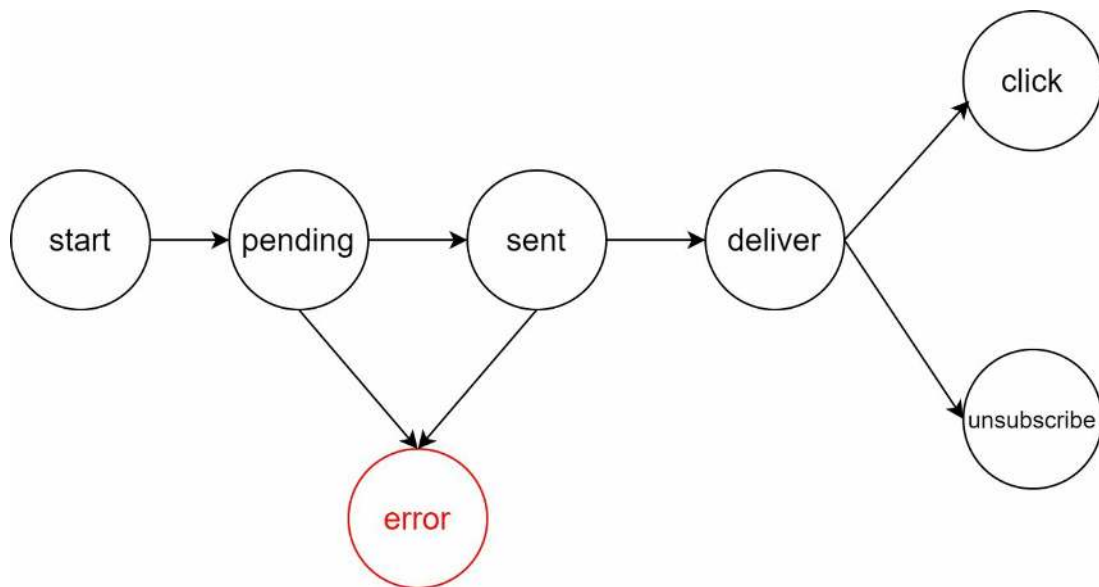 click
start
pending
sent
deliver
unsubscribe
error